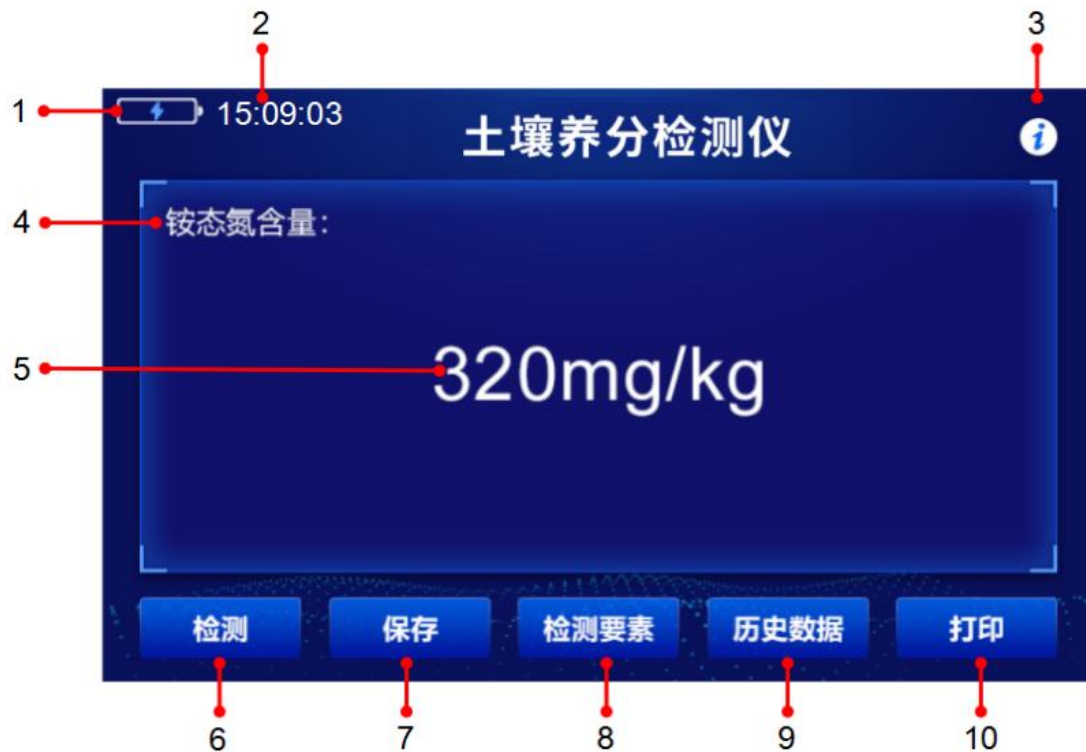 2
3
1
15:09:03
土壤养分检测仪
i
4
铵态氮含量：
5
320mg/kg
检测
保存
检测要素
历史数据
打印
6
7
8
9
10